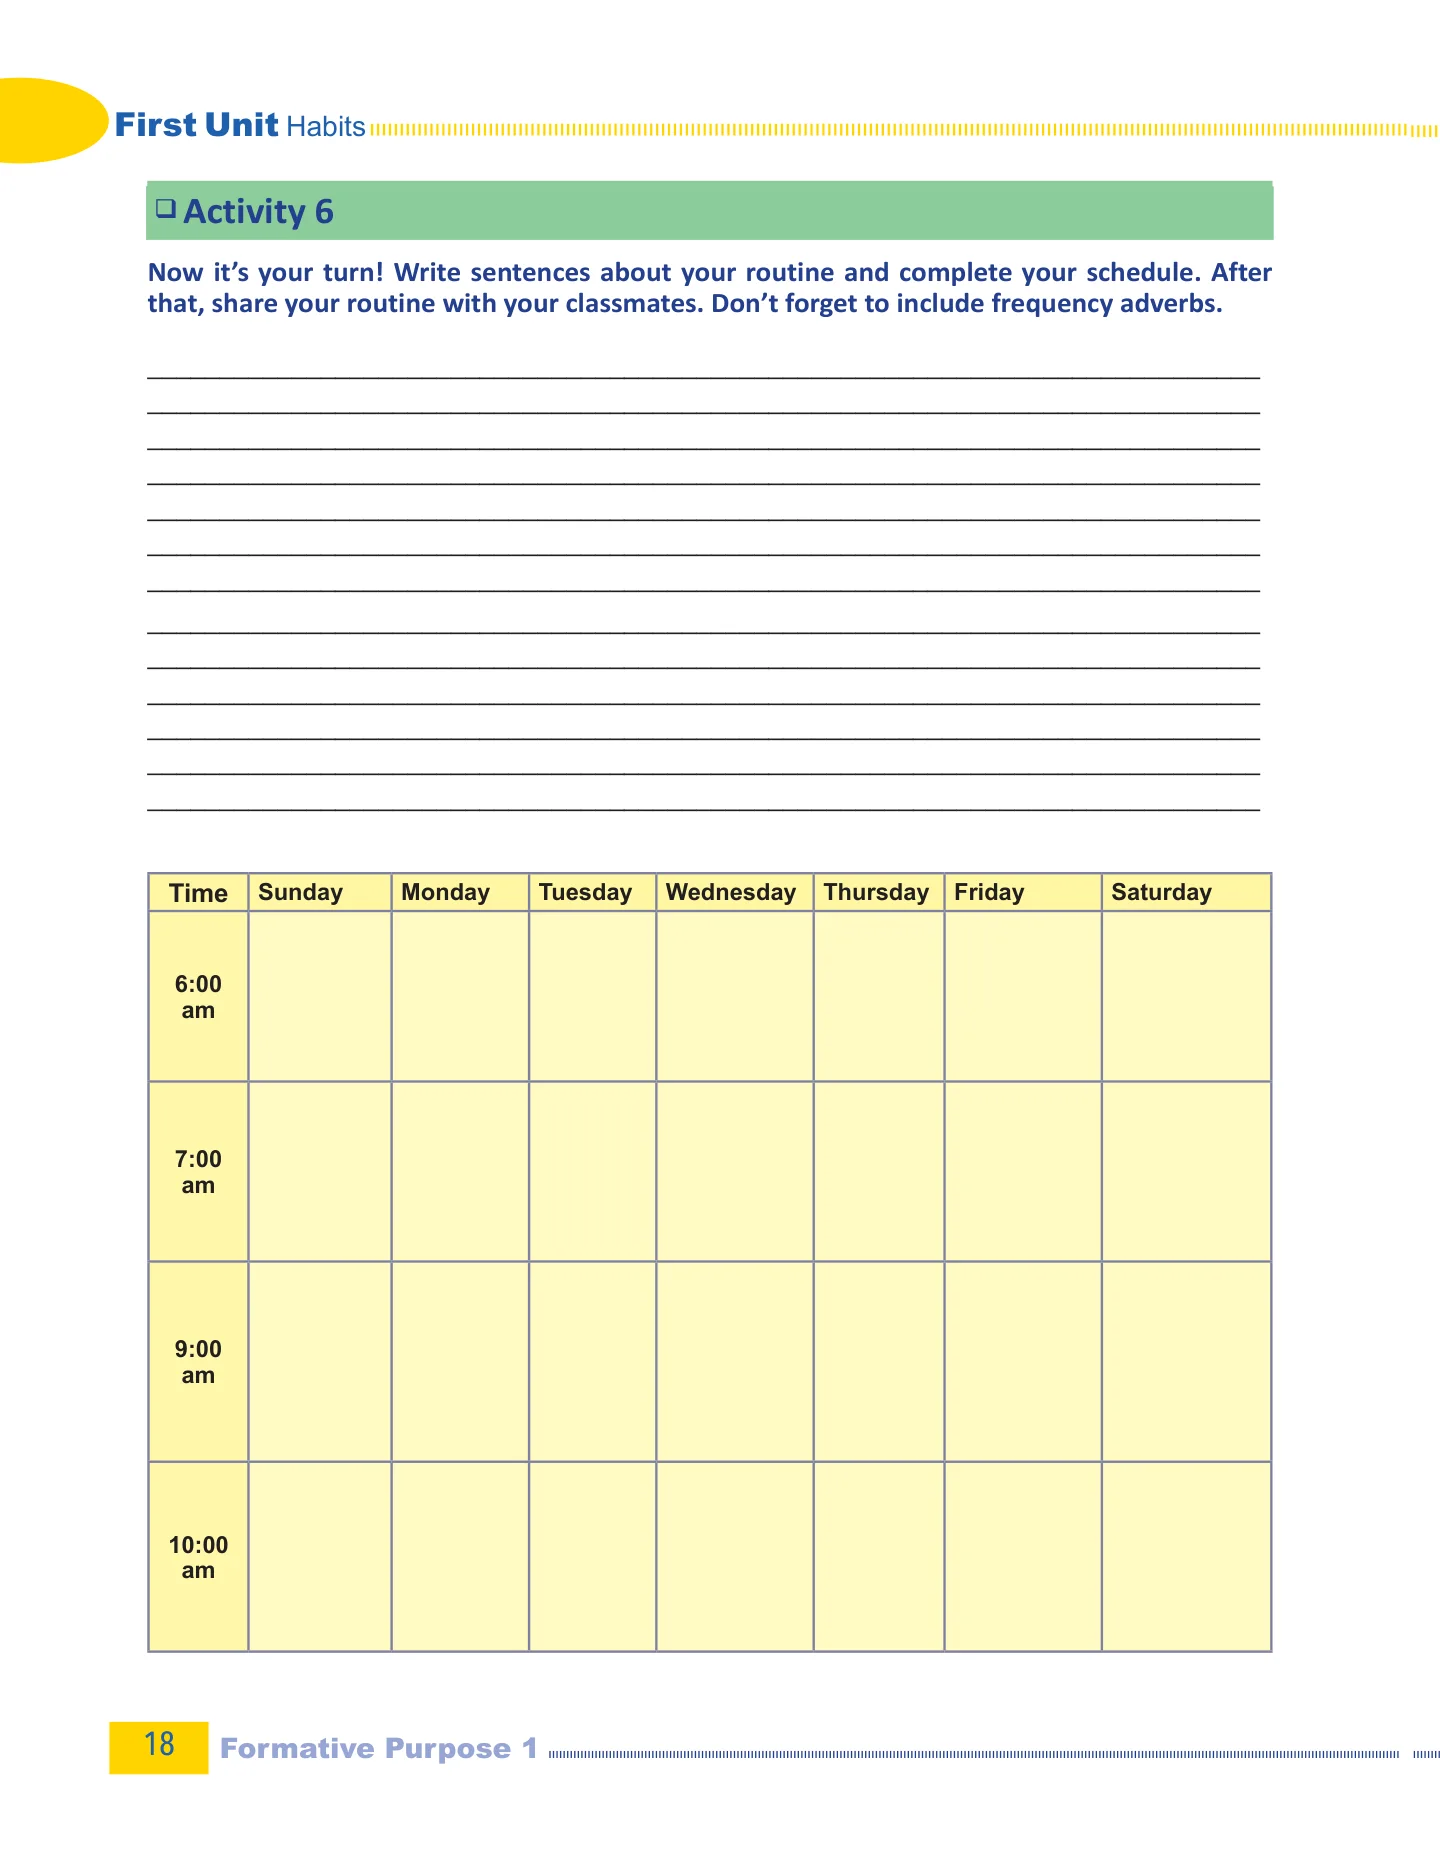 First Unit Habits
❑ Activity 6
Now it's your turn! Write sentences about your routine and complete your schedule. After
that, share your routine with your classmates. Don't forget to include frequency adverbs.
Time Sunday Monday Tuesday Wednesday Thursday Friday Saturday
6:00
am
7:00
am
9:00
am
10:00
am
18 Formative Purpose 1